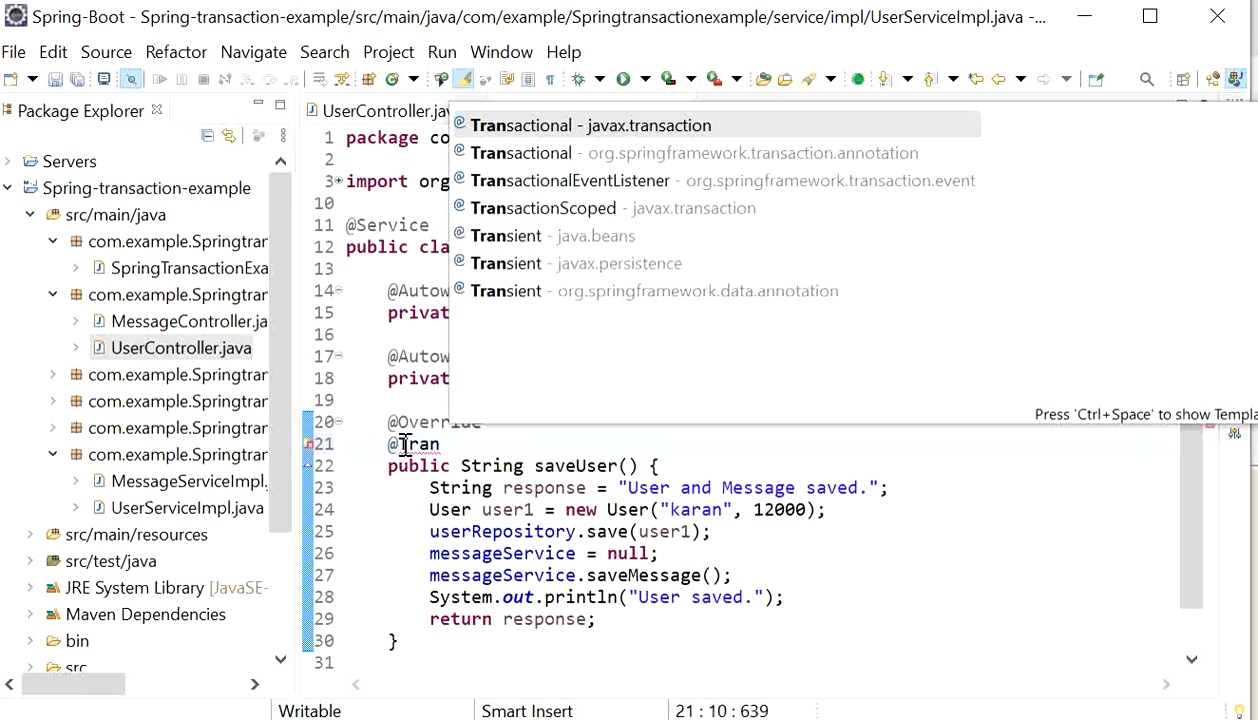 Spring-Boot - Spring-transaction-example/src/main/java/com/example/Springtransactionexample/service/impl/UserServiceImpl.java -...
File Edit Source Refactor Navigate Search Project Run Window Help
Package Explorer
Servers
Spring-transaction-example
src/main/java
com.example.Springtrar
SpringTransactionExa
com.example.Springtrar
MessageController.ja
UserController.java
com.example.Springtrar
com.example.Springtrar
com.example.Springtrar
com.example.Springtrar
MessageServiceImpl.
UserServiceImpl.java
src/main/resources
src/test/java
JRE System Library [JavaSE-
Maven Dependencies
bin
src
UserController.jav
1 package co
2
3 import org
10
11 @Service
12 public cla
13
14 @Autow
15 privat
16
17 @Autow
18 privat
19
20 @Override
21 @Tran
22 public String saveUser() {
23 String response = "User and Message saved.";
24 User user1 = new User("karan", 12000);
25 userRepository.save(user1);
26 messageService = null;
27 messageService.saveMessage();
28 System.out.println("User saved.");
29 return response;
30 }
31
Transactional - javax.transaction
Transactional - org.springframework.transaction.annotation
TransactionalEventListener - org.springframework.transaction.event
TransactionScoped - javax.transaction
Transient - java.beans
Transient - javax.persistence
Transient - org.springframework.data.annotation
Press 'Ctrl+Space' to show Templa
Writable Smart Insert 21 : 10 : 639